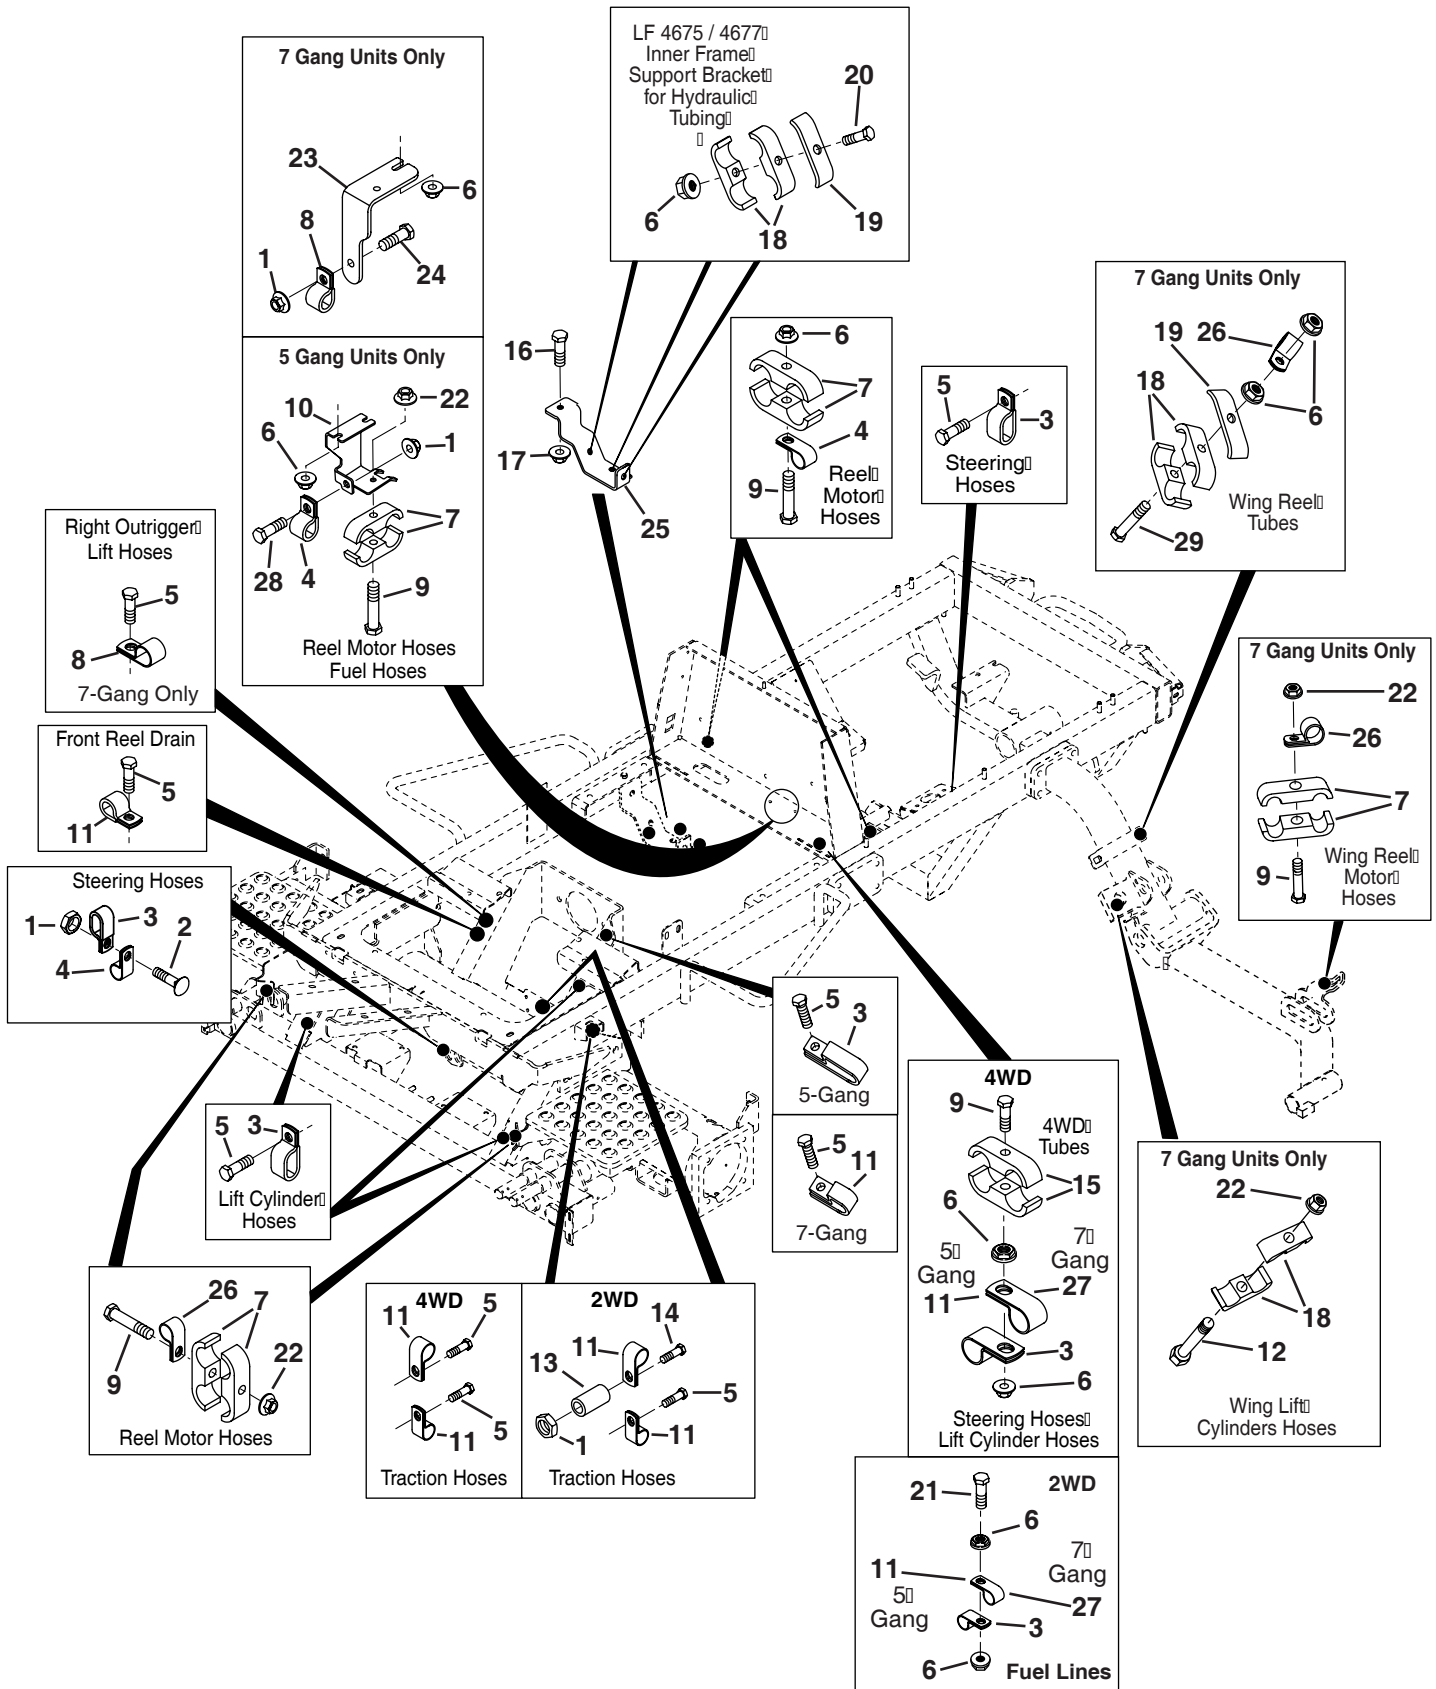 7 Gang Units Only
23
6
8
1
24
5 Gang Units Only
10
22
6
1
7
28
4
9
Reel Motor Hoses
Fuel Hoses
LF 4675 / 4677
Inner Frame
Support Bracket
for Hydraulic
Tubing
20
6
18
19
16
17
25
6
7
4
9
Reel
Motor
Hoses
5
3
Steering
Hoses
7 Gang Units Only
19
26
18
6
Wing Reel
Tubes
29
Right Outrigger
Lift Hoses
5
8
7-Gang Only
Front Reel Drain
5
11
Steering Hoses
1
3
2
4
7 Gang Units Only
22
26
7
9
Wing Reel
Motor
Hoses
5
3
5-Gang
5
11
7-Gang
5
3
Lift Cylinder
Hoses
4WD
9
4WD
Tubes
15
6
5
Gang
7
Gang
11
27
3
6
Steering Hoses
Lift Cylinder Hoses
7 Gang Units Only
22
18
12
Wing Lift
Cylinders Hoses
26
7
22
9
Reel Motor Hoses
4WD
11
5
5
11
Traction Hoses
2WD
14
11
13
5
1
11
Traction Hoses
2WD
21
6
7
Gang
11
5
Gang
27
3
6
Fuel Lines